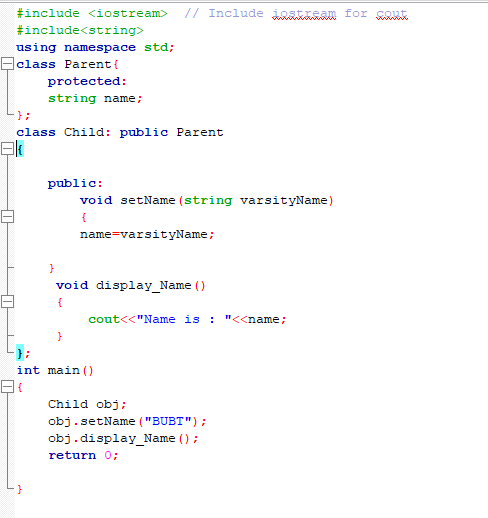 #include <iostream>  // Include iostream for cout
#include<string>
using namespace std;
class Parent{
    protected:
    string name;
};
class Child: public Parent
{
    public:
        void setName(string varsityName)
        {
        name=varsityName;
    }
     void display_Name()
     {
         cout<<"Name is : "<<name;
     }
};
int main()
{
    Child obj;
    obj.setName("BUBT");
    obj.display_Name();
    return 0;
}